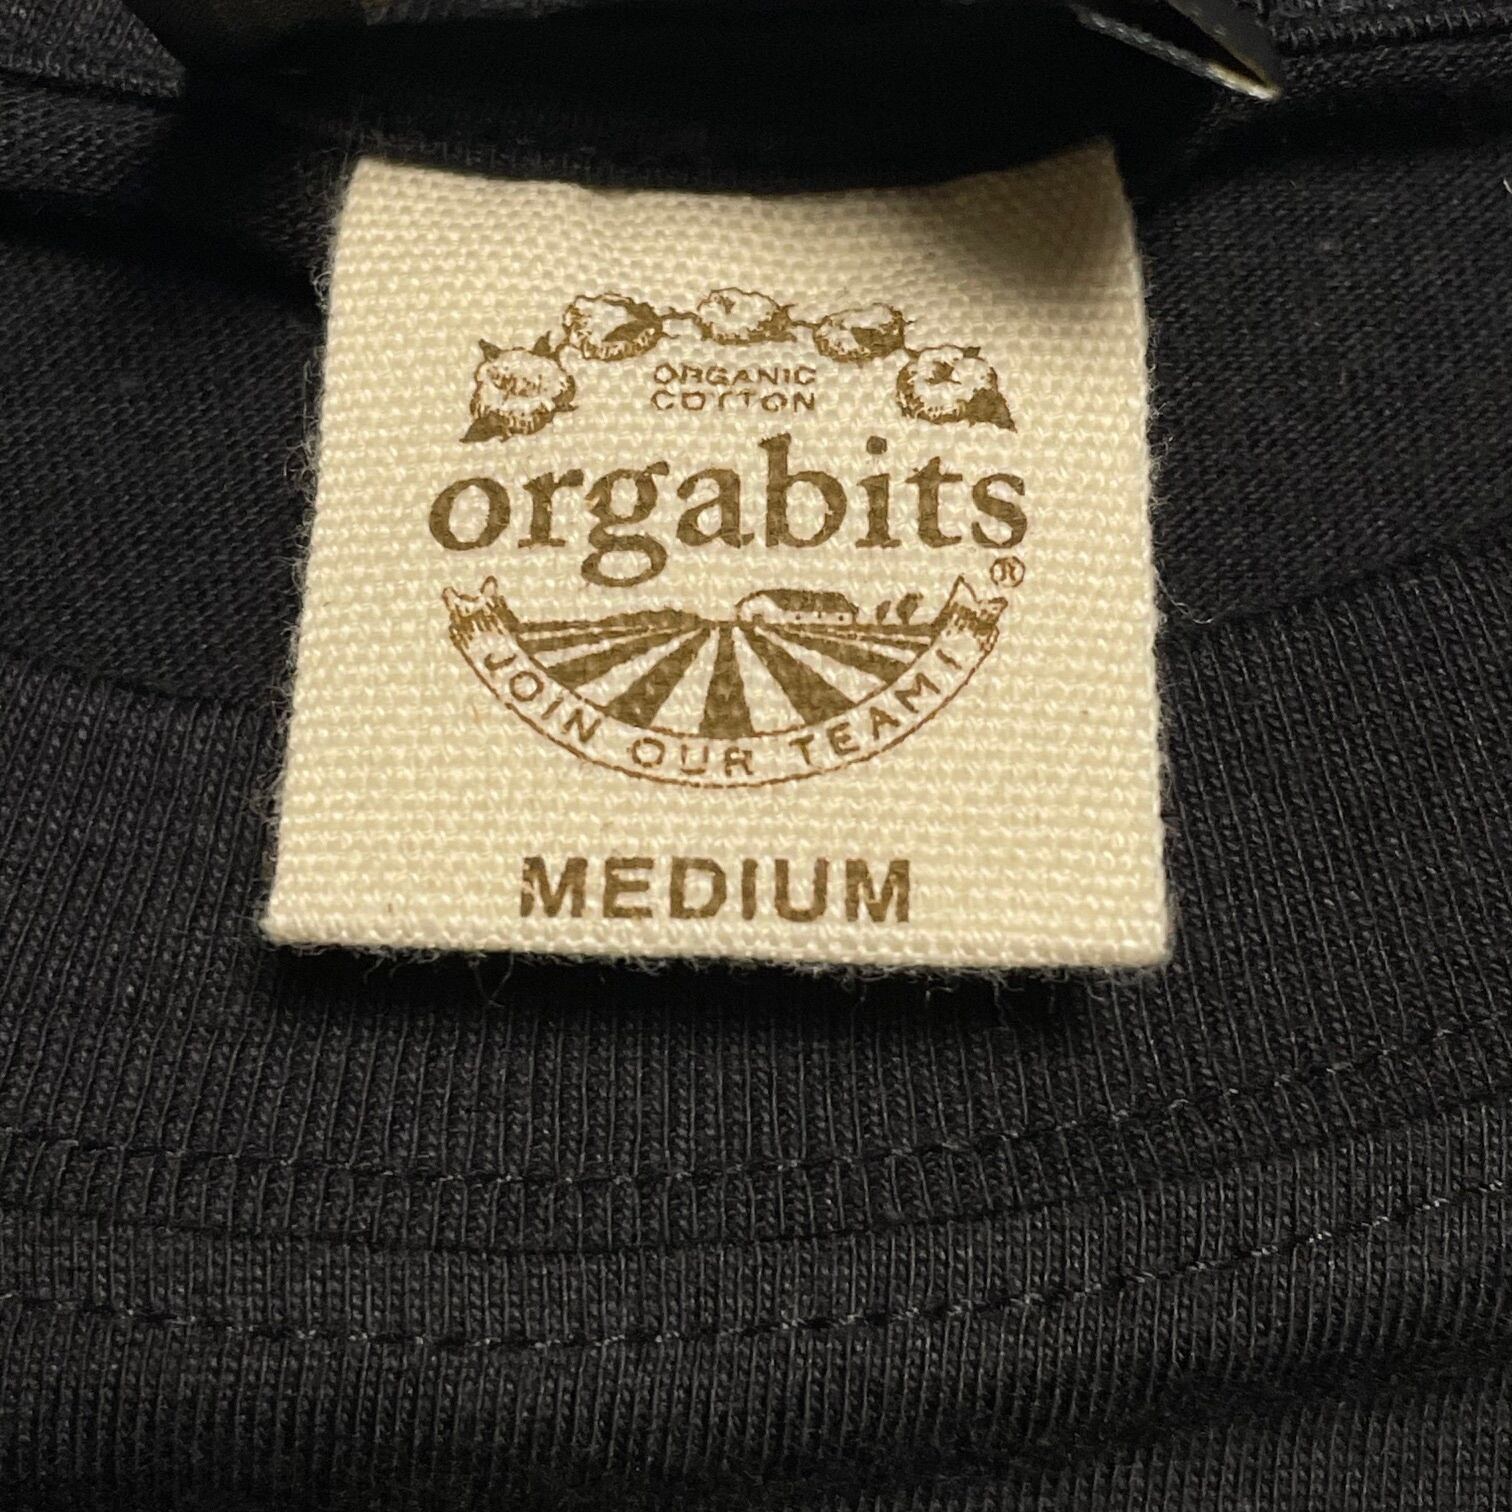 ORGANIC
COTTON
orgabits
®
JOIN OUR TEAM!
MEDIUM